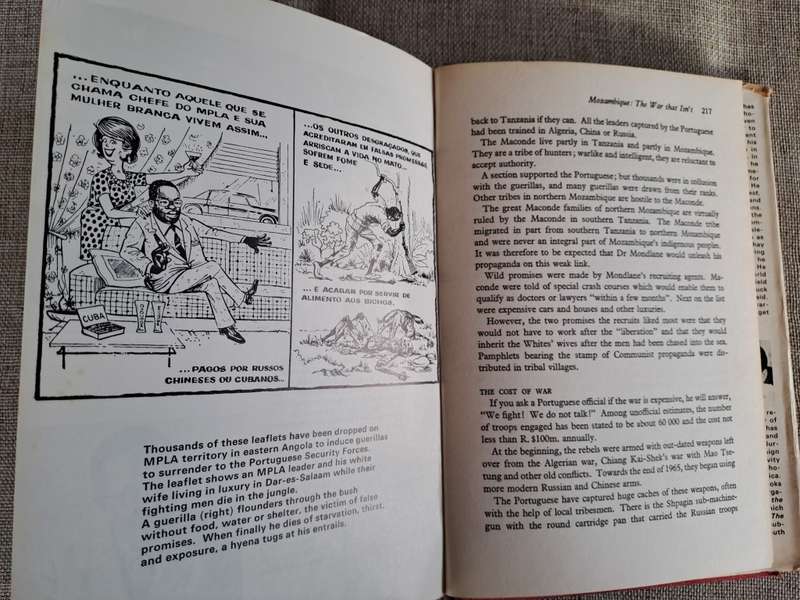 ...ENQUANTO AQUELE QUE SE
CHAMA CHEFE DO MPLA E SUA
MULHER BRANCA VIVEM ASSIM...
CUBA
...PAGOS POR RUSSOS
CHINESES OU CUBANOS..
...OS OUTROS DESGRAÇADOR, QUE
ACREDITARAM EM FALSAS PROMESSAS,
ARRISCAN A VIDA NO MATO...
SOFREM FOME
E SEDE...
...E ACABAR POR SERVIR DE
ALIMENTO AOS BICHOS.
Thousands of these leaflets have been dropped on
MPLA territory in eastern Angola to induce guerillas
to surrender to the Portuguese Security Forces.
The leaflet shows an MPLA leader and his white
wife living in luxury in Dar-es-Salaam while their
fighting men die in the jungle.
A guerilla (right) flounders through the bush
without food, water or shelter, the victim of false
promises. When finally he dies of starvation, thirst,
and exposure, a hyena tugs at his entrails.
Mozambique: The War that Isn't 217
back to Tanzania if they can. All the leaders captured by the Portuguese
had been trained in Algeria, China or Russia.
The Maconde live partly in Tanzania and partly in Mozambique.
They are a tribe of hunters; warlike and intelligent, they are reluctant to
accept authority.
A section supported the Portuguese; but thousands were in collusion
with the guerillas, and many guerillas were drawn from their ranks.
Other tribes in northern Mozambique are hostile to the Maconde.
The great Maconde families of northern Mozambique are virtually
ruled by the Maconde in southern Tanzania. The Maconde tribe
migrated in part from southern Tanzania to northern Mozambique
and were never an integral part of Mozambique's indigenous peoples.
It was therefore to be expected that Dr Mondlane would unleash his
propaganda on this weak link.
Wild promises were made by Mondlane's recruiting agents. Ma-
conde were told of special crash courses which would enable them to
qualify as doctors or lawyers "within a few months". Next on the list
were expensive cars and houses and other luxuries.
However, the two promises the recruits liked most were that they
would not have to work after the "liberation" and that they would
inherit the Whites' wives after the men had been chased into the sea.
Pamphlets bearing the stamp of Communist propaganda were dis-
tributed in tribal villages.
THE COST OF WAR
If you ask a Portuguese official if the war is expensive, he will answer,
"We fight! We do not talk!" Among unofficial estimates, the number
of troops engaged has been stated to be about 60 000 and the cost not
less than R. $100m. annually.
At the beginning, the rebels were armed with out-dated weapons left
over from the Algerian war, Chiang Kai-Shek's war with Mao Tse-
tung and other old conflicts. Towards the end of 1965, they began using
more modern Russian and Chinese arms.
The Portuguese have captured huge caches of these weapons, often
with the help of local tribesmen. There is the Shpagin sub-machine-
gun with the round cartridge pan that carried the Russian troops